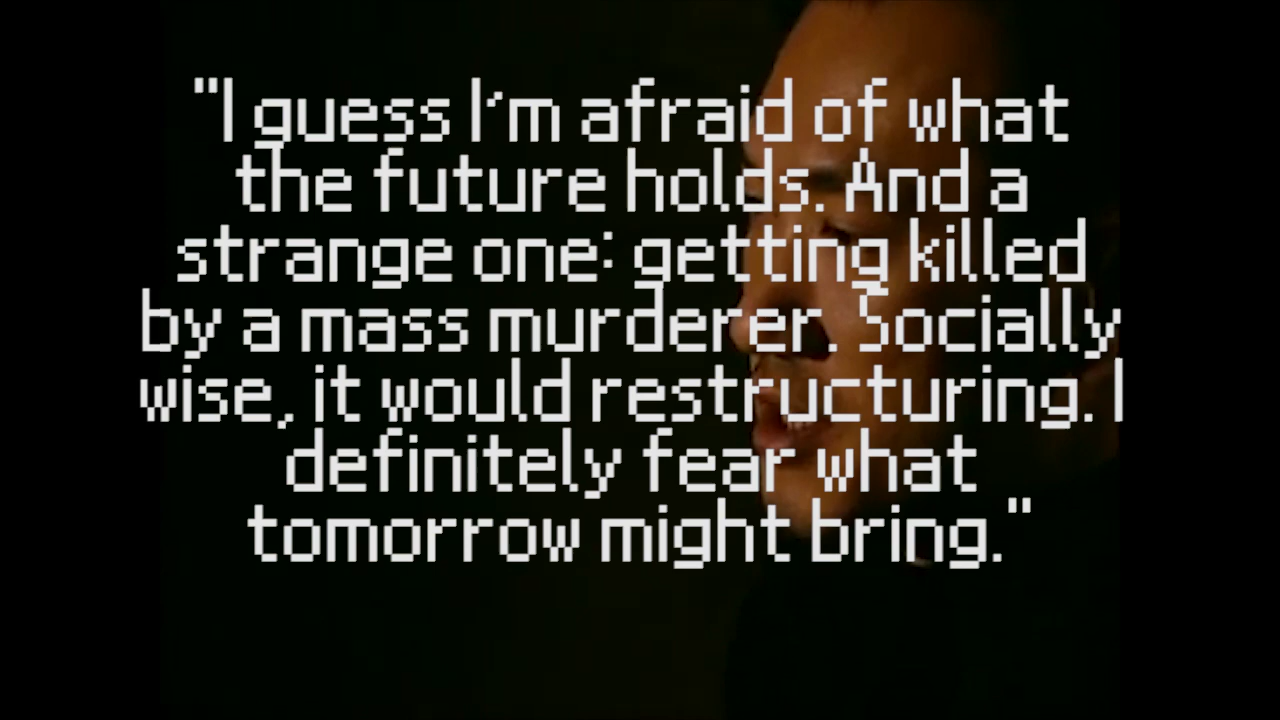 "I guess I'm afraid of what
the future holds. And a
strange one: getting killed
by a mass murderer. Socially
wise, it would restructuring. I
definitely fear what
tomorrow might bring."